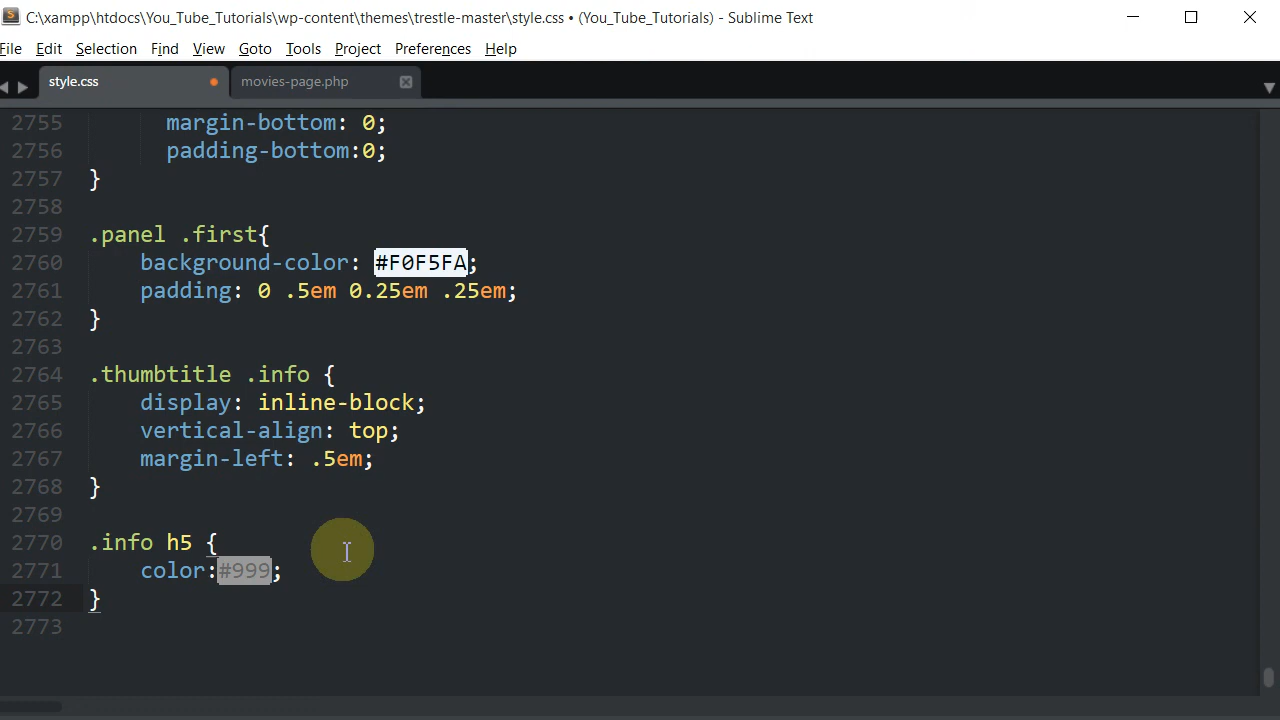 C:\xampp\htdocs\You_Tube_Tutorials\wp-content\themes\trestle-master\style.css • (You_Tube_Tutorials) - Sublime Text
File Edit Selection Find View Goto Tools Project Preferences Help
style.css movies-page.php
2755 margin-bottom: 0;
2756 padding-bottom:0;
2757 }
2758
2759 .panel .first{
2760 background-color: #F0F5FA;
2761 padding: 0 .5em 0.25em .25em;
2762 }
2763
2764 .thumbtitle .info {
2765 display: inline-block;
2766 vertical-align: top;
2767 margin-left: .5em;
2768 }
2769
2770 .info h5 {
2771 color:#999;
2772 }
2773